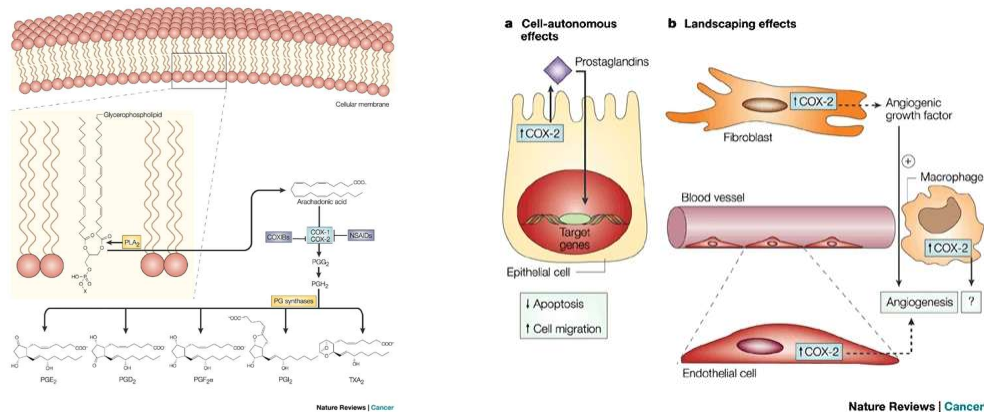 Cellular membrane
Glycerophospholipid
PLA2
HO
P
O
O
O
X
COO-
Arachadonic acid
COXIBs
COX-1
COX-2
NSAIDs
PGG2
PGH2
PG synthases
PGE2
PGD2
PGF2α
PGI2
TXA2
Nature Reviews | Cancer
a Cell-autonomous
effects
Prostaglandins
↑COX-2
Target
genes
Epithelial cell
↓ Apoptosis
↑ Cell migration
b Landscaping effects
↑COX-2
Fibroblast
Angiogenic
growth factor
+
Macrophage
Blood vessel
↑COX-2
Angiogenesis
?
↑COX-2
Endothelial cell
Nature Reviews | Cancer